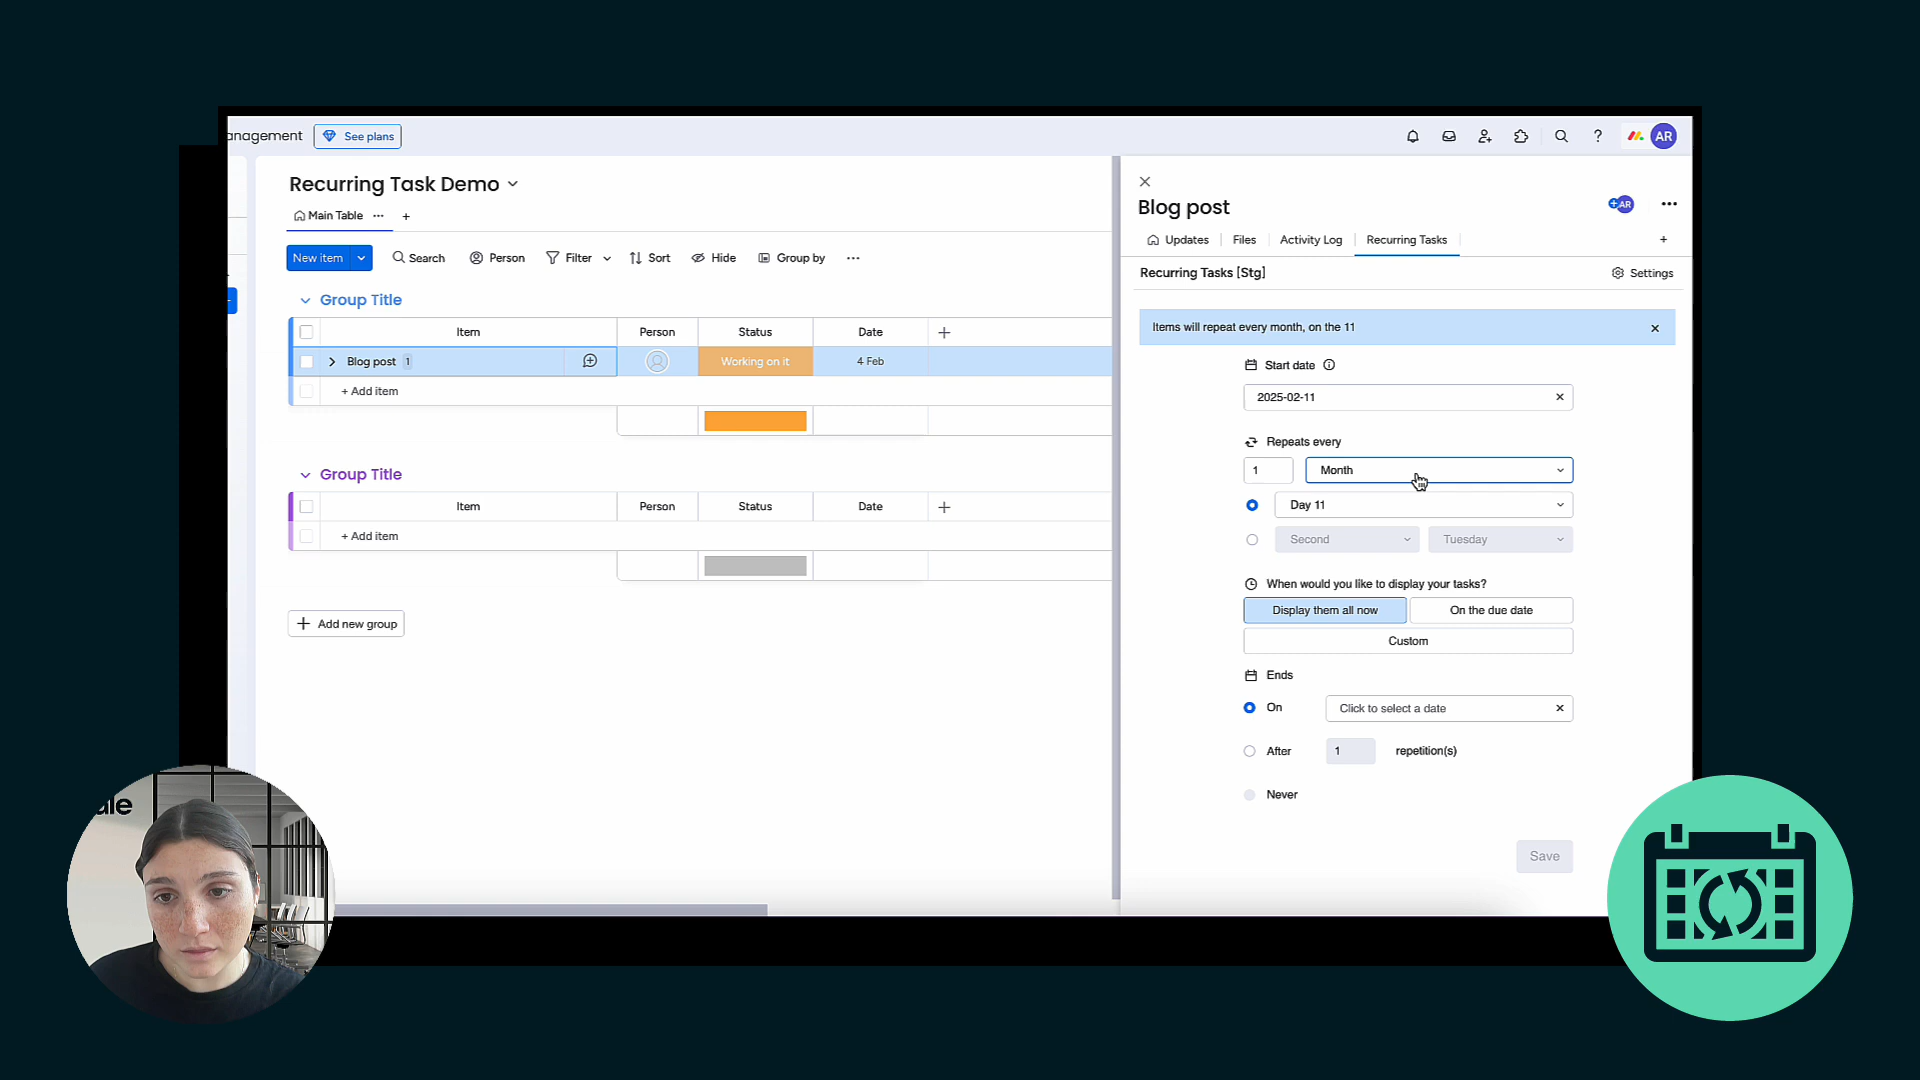 anagement
See plans
AR
Recurring Task Demo
Main Table
New item
Search
Person
Filter
Sort
Hide
Group by
Group Title
Item Person Status Date
Blog post 1 Working on it 4 Feb
+ Add item
Group Title
Item Person Status Date
+ Add item
Add new group
Blog post
AR
Updates
Files
Activity Log
Recurring Tasks
Recurring Tasks [Stg]
Settings
Items will repeat every month, on the 11
Start date
2025-02-11
Repeats every
1 Month
Day 11
Second Tuesday
When would you like to display your tasks?
Display them all now On the due date
Custom
Ends
On Click to select a date
After 1 repetition(s)
Never
Save